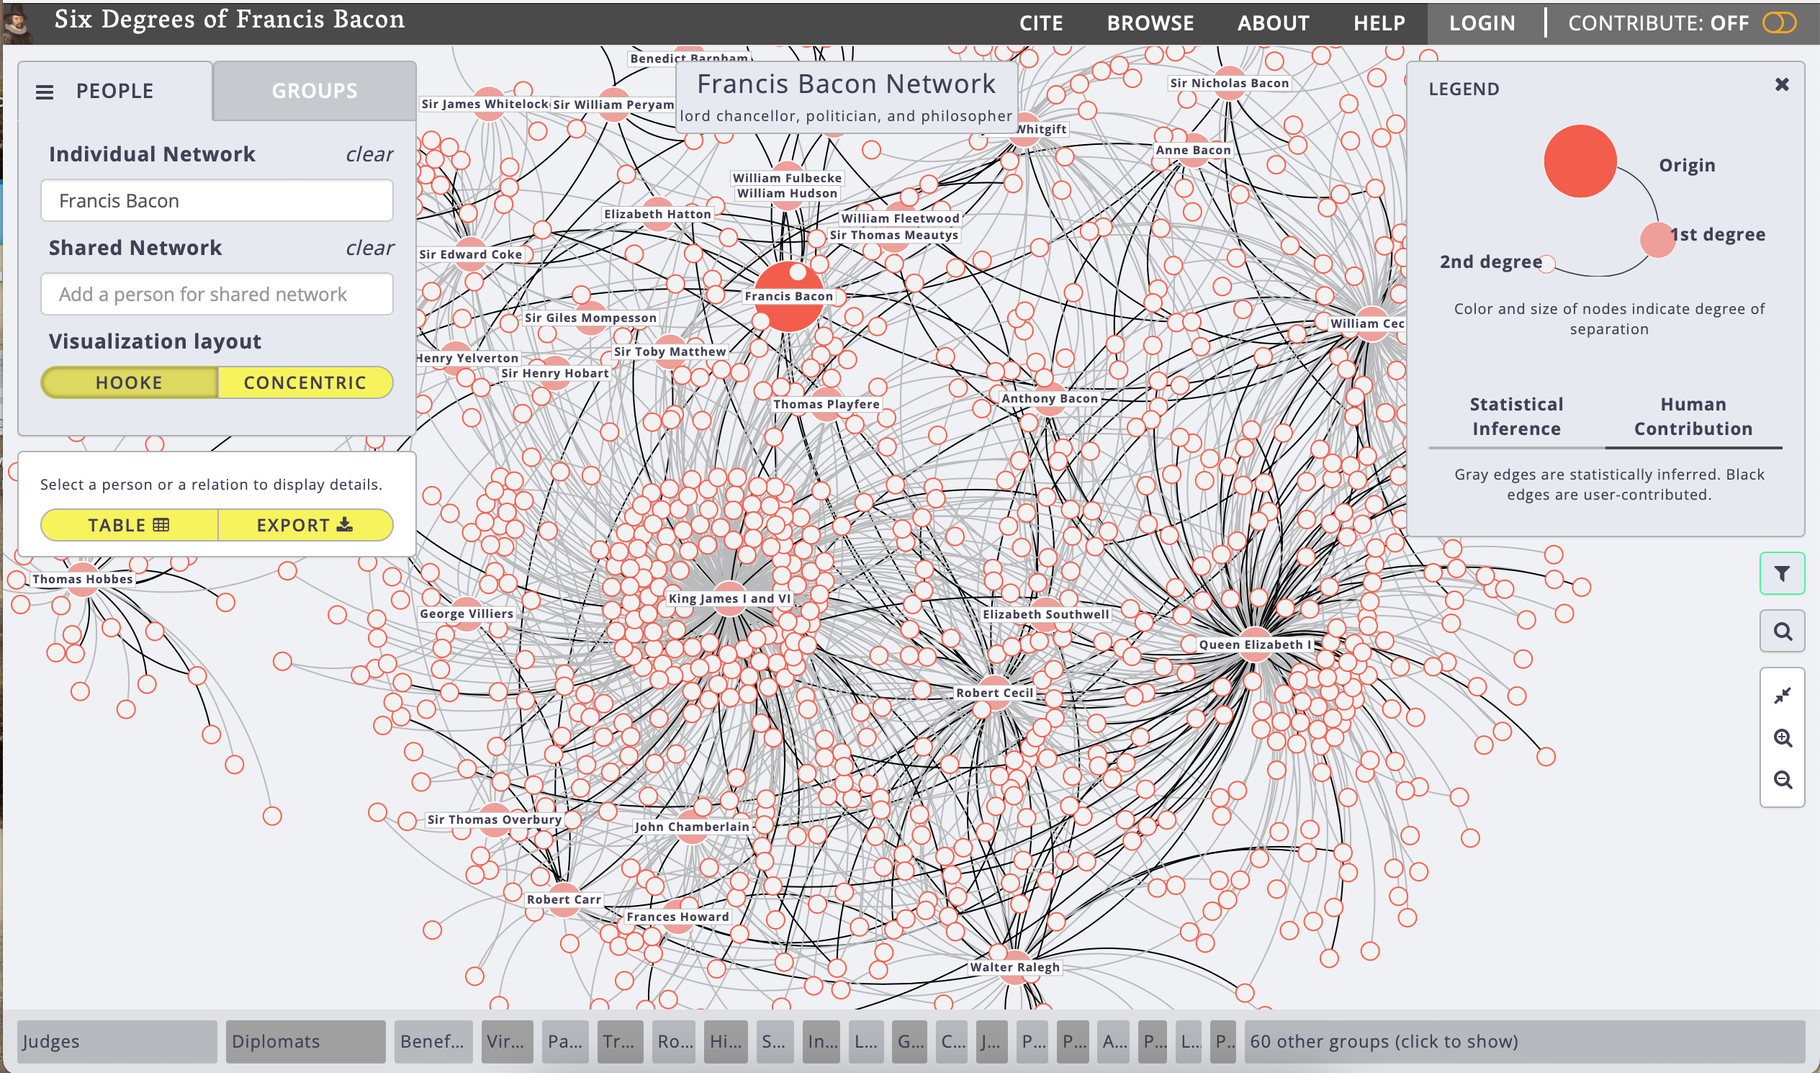 Six Degrees of Francis Bacon
CITE
BROWSE
ABOUT
HELP
LOGIN
CONTRIBUTE: OFF
PEOPLE
GROUPS
Individual Network
clear
Francis Bacon
Shared Network
clear
Add a person for shared network
Visualization layout
HOOKE
CONCENTRIC
Select a person or a relation to display details.
TABLE
EXPORT
Francis Bacon Network
lord chancellor, politician, and philosopher
Benedict Barnham
Sir James Whitelock
Sir William Peryam
Whitgift
Sir Nicholas Bacon
Anne Bacon
William Fulbecke
William Hudson
Elizabeth Hatton
William Fleetwood
Sir Thomas Meautys
Sir Edward Coke
Francis Bacon
Sir Giles Mompesson
William Cec
Henry Yelverton
Sir Toby Matthew
Sir Henry Hobart
Thomas Playfere
Anthony Bacon
Thomas Hobbes
George Villiers
King James I and VI
Elizabeth Southwell
Queen Elizabeth I
Robert Cecil
Sir Thomas Overbury
John Chamberlain
Robert Carr
Frances Howard
Walter Ralegh
LEGEND
Origin
1st degree
2nd degree
Color and size of nodes indicate degree of
separation
Statistical
Inference
Human
Contribution
Gray edges are statistically inferred. Black
edges are user-contributed.
Judges
Diplomats
Benef...
Vir...
Pa...
Tr...
Ro...
Hi...
S...
In...
L...
G...
C...
J...
P...
P...
A...
P...
L...
P..
60 other groups (click to show)